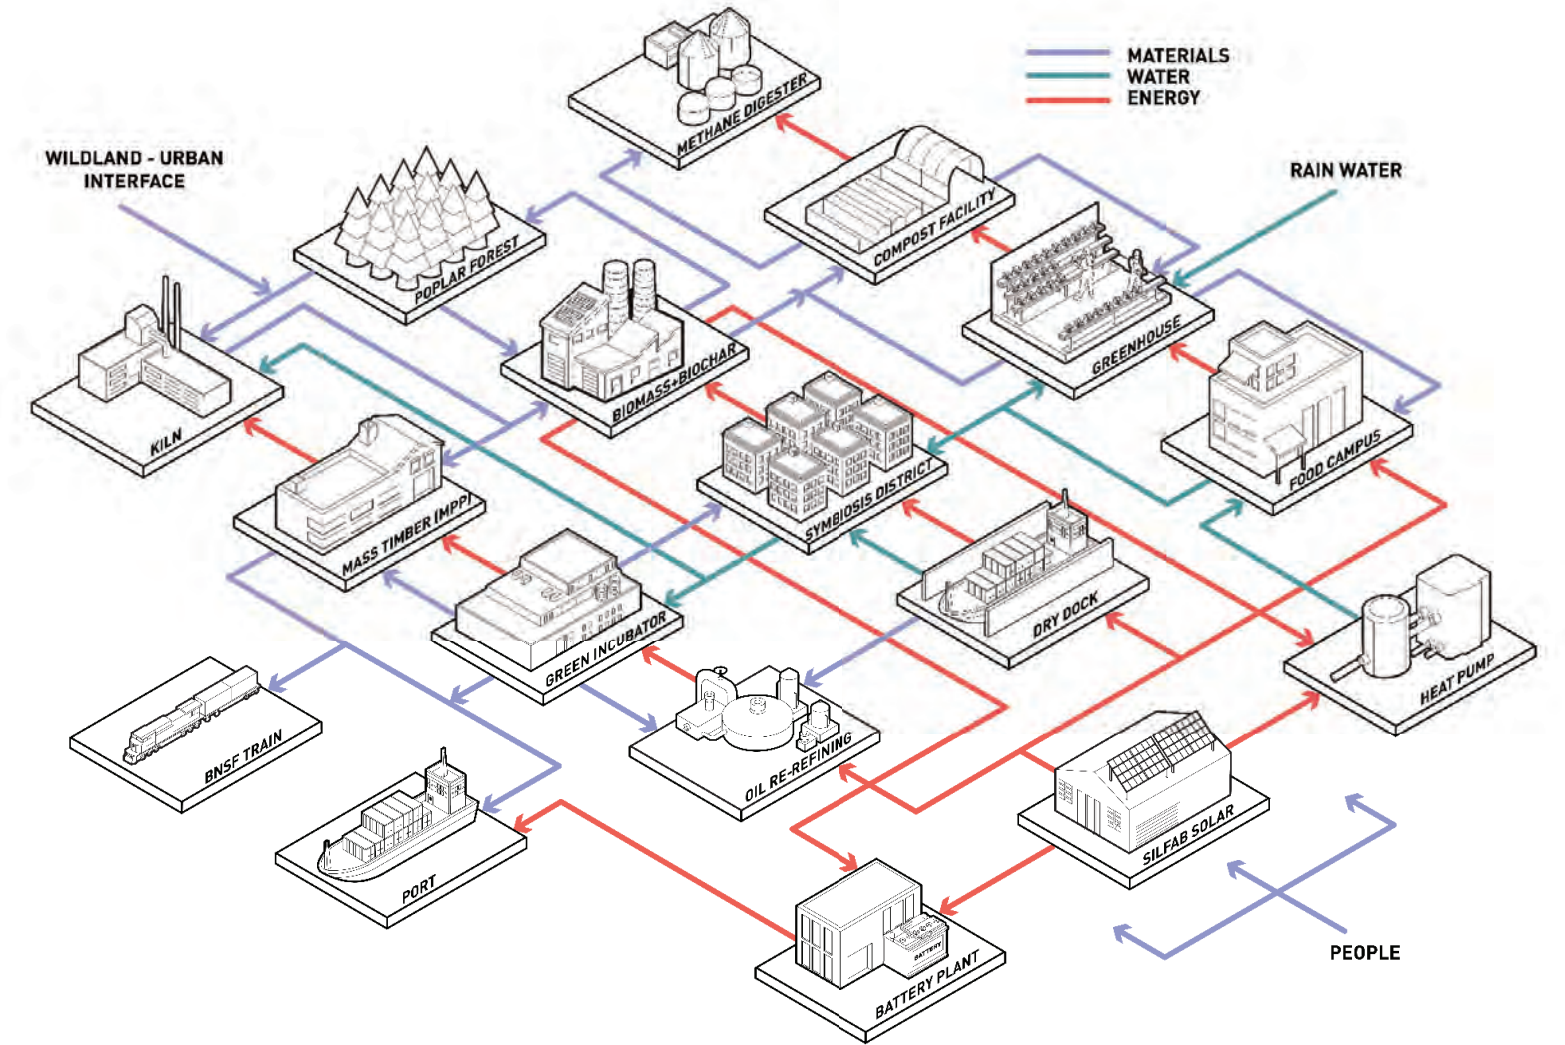 MATERIALS
WATER
ENERGY
METHANE DIGESTER
WILDLAND - URBAN
INTERFACE
RAIN WATER
COMPOST FACILITY
POPLAR FOREST
GREENHOUSE
BIOMASS+BIOCHAR
KILN
FOOD CAMPUS
SYMBIOSIS DISTRICT
MASS TIMBER (MPP)
DRY DOCK
GREEN INCUBATOR
HEAT PUMP
BNSF TRAIN
OIL RE-REFINING
SILFAB SOLAR
PORT
BATTERY
BATTERY PLANT
PEOPLE